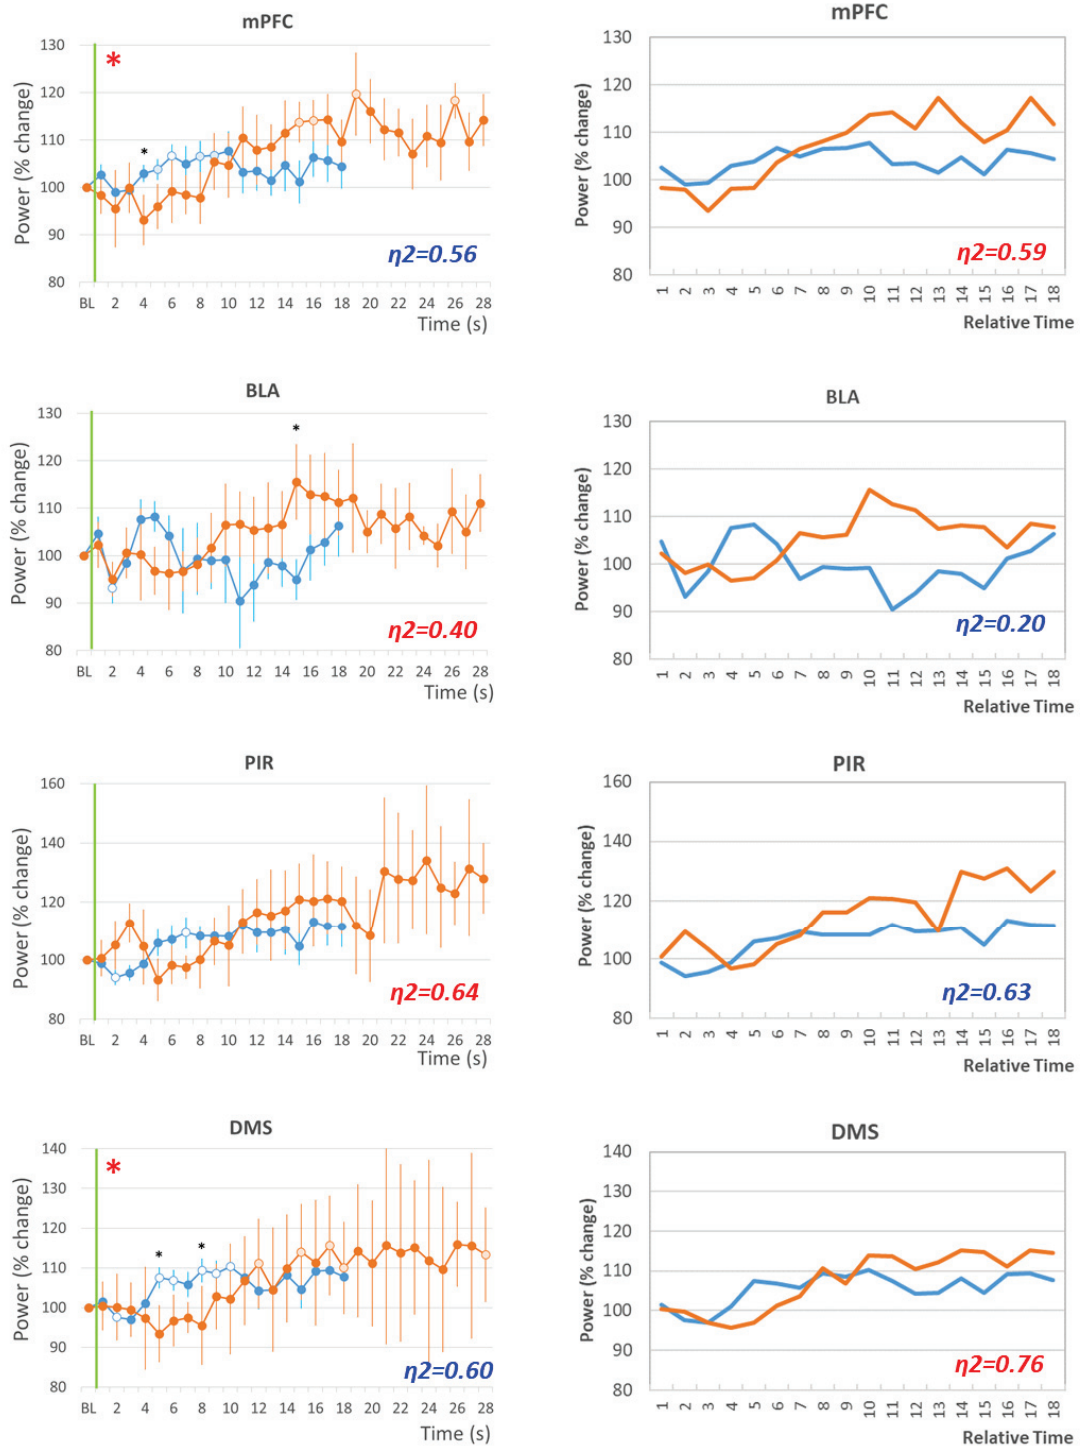 mPFC
130
120
110
100
90
80
Power (% change)
*
*
η2=0.56
BL 2 4 6 8 10 12 14 16 18 20 22 24 26 28
Time (s)
mPFC
130
120
110
100
90
80
Power (% change)
η2=0.59
1 2 3 4 5 6 7 8 9 10 11 12 13 14 15 16 17 18
Relative Time
BLA
130
120
110
100
90
80
Power (% change)
*
η2=0.40
BL 2 4 6 8 10 12 14 16 18 20 22 24 26 28
Time (s)
BLA
130
120
110
100
90
80
Power (% change)
η2=0.20
1 2 3 4 5 6 7 8 9 10 11 12 13 14 15 16 17 18
Relative Time
PIR
160
140
120
100
80
Power (% change)
η2=0.64
BL 2 4 6 8 10 12 14 16 18 20 22 24 26 28
Time (s)
PIR
160
140
120
100
80
Power (% change)
η2=0.63
1 2 3 4 5 6 7 8 9 10 11 12 13 14 15 16 17 18
Relative Time
DMS
140
130
120
110
100
90
80
Power (% change)
*
* *
η2=0.60
BL 2 4 6 8 10 12 14 16 18 20 22 24 26 28
Time (s)
DMS
140
130
120
110
100
90
80
Power (% change)
η2=0.76
1 2 3 4 5 6 7 8 9 10 11 12 13 14 15 16 17 18
Relative Time